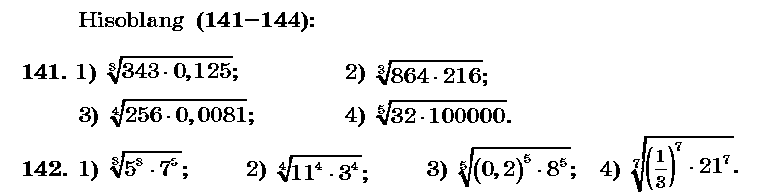 Hisoblang (141−144):
141. 1) ∛(343 · 0,125); 2) ∛(864 · 216);
3) ∜(256 · 0,0081); 4) ⁵√(32 · 100000).
142. 1) ∛(5³ · 7³); 2) ∜(11⁴ · 3⁴); 3) ⁵√((0,2)⁵ · 8⁵); 4) ⁷√((1/3)⁷ · 21⁷).